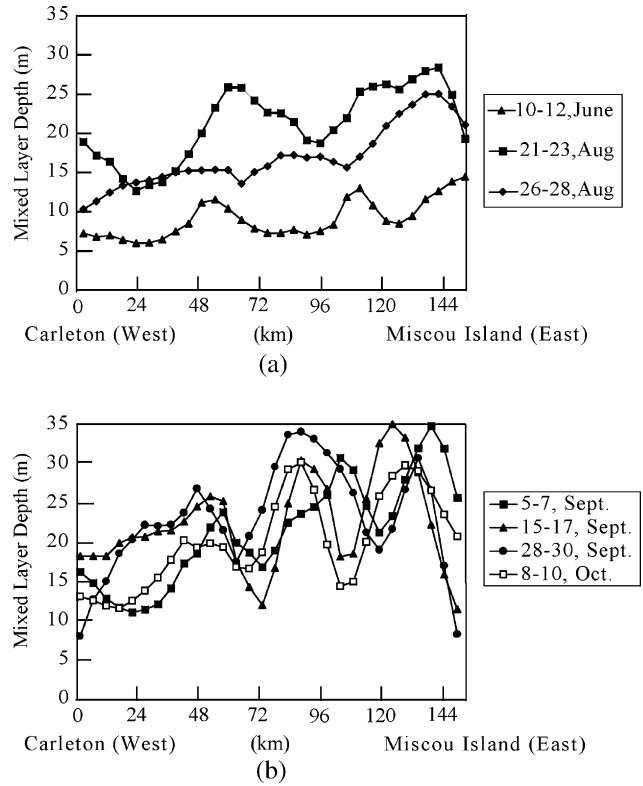 35
30
25
20
15
10
5
0
Mixed Layer Depth (m)
0 24 48 72 96 120 144
Carleton (West) (km) Miscou Island (East)
10-12,June
21-23,Aug
26-28,Aug
(a)
35
30
25
20
15
10
5
0
Mixed Layer Depth (m)
0 24 48 72 96 120 144
Carleton (West) (km) Miscou Island (East)
5-7, Sept.
15-17, Sept.
28-30, Sept.
8-10, Oct.
(b)